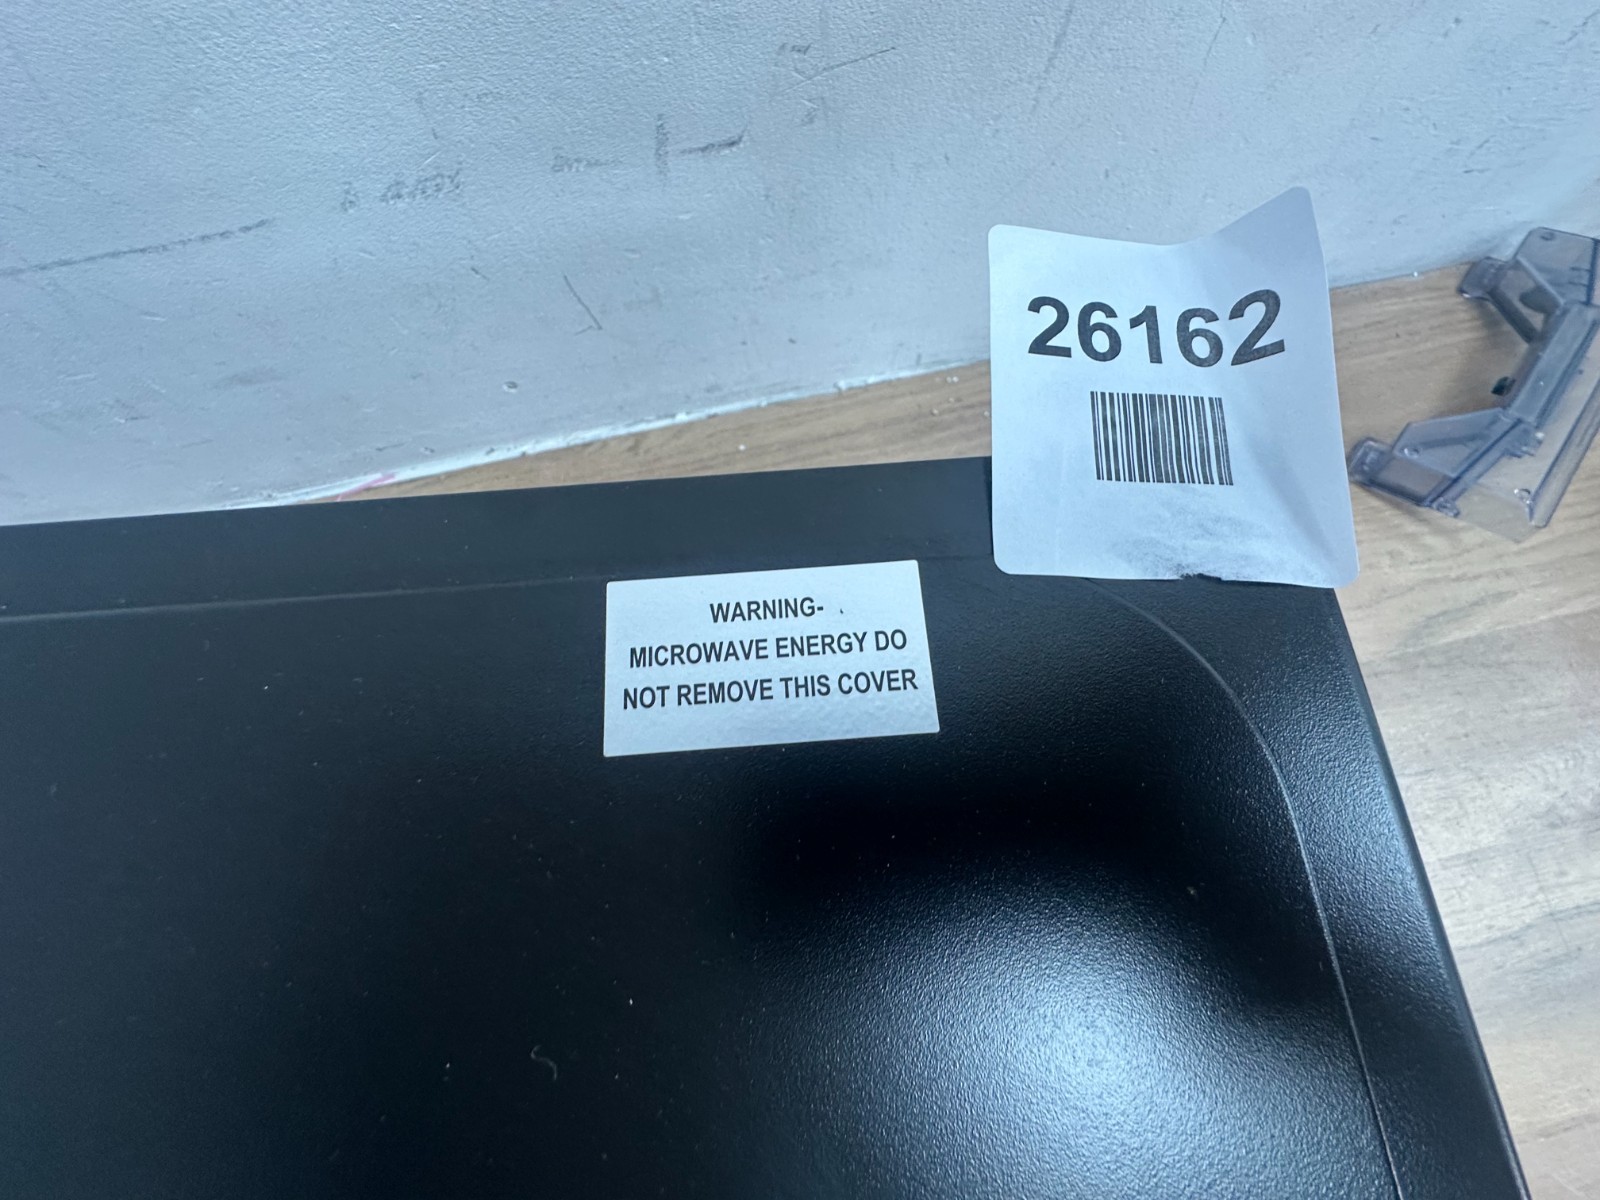 26162
WARNING-
MICROWAVE ENERGY DO
NOT REMOVE THIS COVER